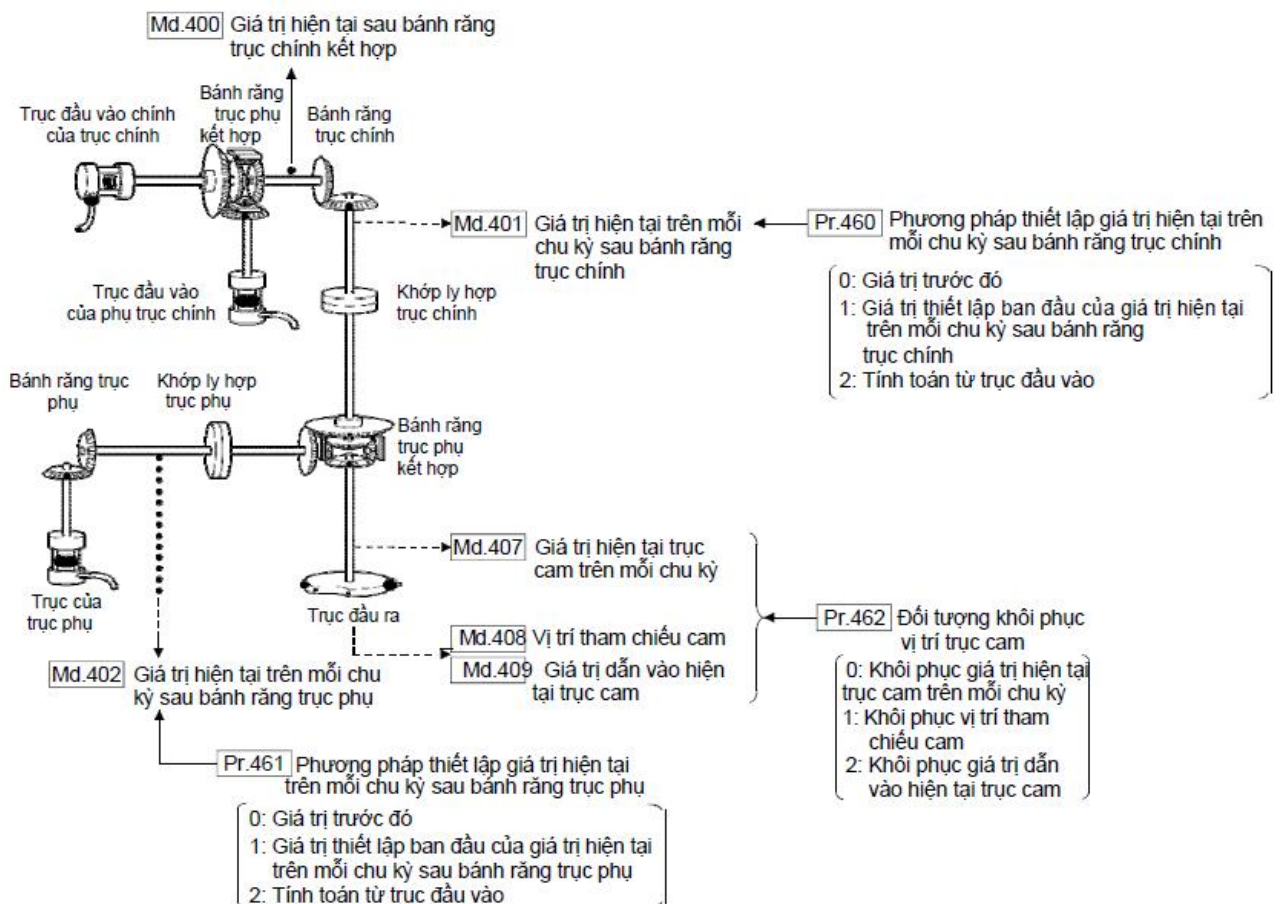 Md.400 Giá trị hiện tại sau bánh răng
trục chính kết hợp
Trục đầu vào chính
của trục chính
Bánh răng
trục phụ
kết hợp
Bánh răng
trục chính
Md.401 Giá trị hiện tại trên mỗi
chu kỳ sau bánh răng
trục chính
Pr.460 Phương pháp thiết lập giá trị hiện tại trên
mỗi chu kỳ sau bánh răng trục chính
0: Giá trị trước đó
1: Giá trị thiết lập ban đầu của giá trị hiện tại
trên mỗi chu kỳ sau bánh răng
trục chính
2: Tính toán từ trục đầu vào
Trục đầu vào
của phụ trục chính
Khớp ly hợp
trục chính
Bánh răng trục
phụ
Khớp ly hợp
trục phụ
Bánh răng
trục phụ
kết hợp
Md.407 Giá trị hiện tại trục
cam trên mỗi chu kỳ
Trục của
trục phụ
Trục đầu ra
Md.408 Vị trí tham chiếu cam
Md.409 Giá trị dẫn vào hiện
tại trục cam
Pr.462 Đối tượng khôi phục
vị trí trục cam
0: Khôi phục giá trị hiện tại
trục cam trên mỗi chu kỳ
1: Khôi phục vị trí tham
chiếu cam
2: Khôi phục giá trị dẫn
vào hiện tại trục cam
Md.402 Giá trị hiện tại trên mỗi chu
kỳ sau bánh răng trục phụ
Pr.461 Phương pháp thiết lập giá trị hiện tại
trên mỗi chu kỳ sau bánh răng trục phụ
0: Giá trị trước đó
1: Giá trị thiết lập ban đầu của giá trị hiện tại
trên mỗi chu kỳ sau bánh răng trục phụ
2: Tính toán từ trục đầu vào